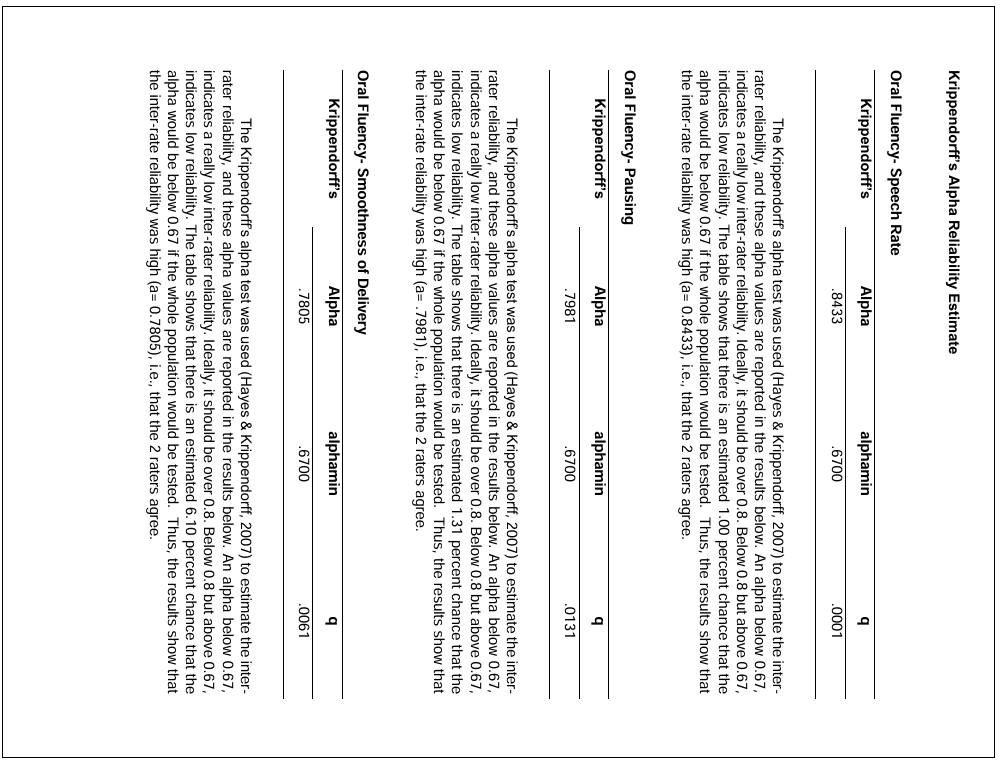 Krippendorff's Alpha Reliability Estimate
Oral Fluency- Speech Rate
Krippendorff's Alpha alphamin q
.8433 .6700 .0001
The Krippendorff's alpha test was used (Hayes & Krippendorff, 2007) to estimate the inter-
rater reliability, and these alpha values are reported in the results below. An alpha below 0.67,
indicates a really low inter-rater reliability. Ideally, it should be over 0.8. Below 0.8 but above 0.67,
indicates low reliability. The table shows that there is an estimated 1.00 percent chance that the
alpha would be below 0.67 if the whole population would be tested. Thus, the results show that
the inter-rate reliability was high (a= 0.8433), i.e., that the 2 raters agree.
Oral Fluency- Pausing
Krippendorff's Alpha alphamin q
.7981 .6700 .0131
The Krippendorff's alpha test was used (Hayes & Krippendorff, 2007) to estimate the inter-
rater reliability, and these alpha values are reported in the results below. An alpha below 0.67,
indicates a really low inter-rater reliability. Ideally, it should be over 0.8. Below 0.8 but above 0.67,
indicates low reliability. The table shows that there is an estimated 1.31 percent chance that the
alpha would be below 0.67 if the whole population would be tested. Thus, the results show that
the inter-rate reliability was high (a= .7981), i.e., that the 2 raters agree.
Oral Fluency- Smoothness of Delivery
Krippendorff's Alpha alphamin q
.7805 .6700 .0061
The Krippendorff's alpha test was used (Hayes & Krippendorff, 2007) to estimate the inter-
rater reliability, and these alpha values are reported in the results below. An alpha below 0.67,
indicates a really low inter-rater reliability. Ideally, it should be over 0.8. Below 0.8 but above 0.67,
indicates low reliability. The table shows that there is an estimated 6.10 percent chance that the
alpha would be below 0.67 if the whole population would be tested. Thus, the results show that
the inter-rate reliability was high (a= 0.7805), i.e., that the 2 raters agree.